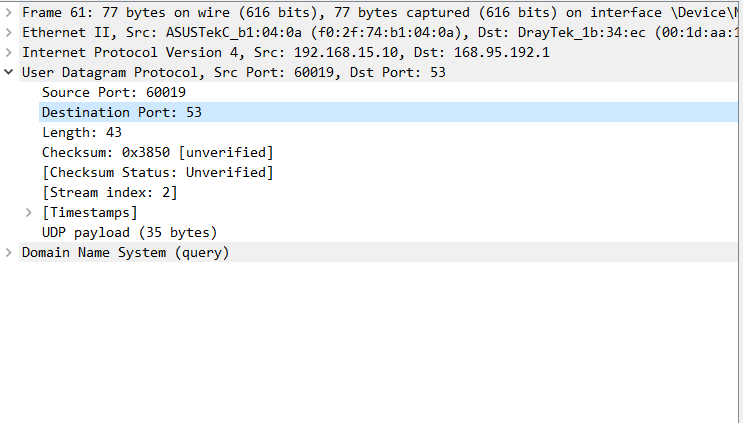 Frame 61: 77 bytes on wire (616 bits), 77 bytes captured (616 bits) on interface \Device\
Ethernet II, Src: ASUSTekC_b1:04:0a (f0:2f:74:b1:04:0a), Dst: DrayTek_1b:34:ec (00:1d:aa:1
Internet Protocol Version 4, Src: 192.168.15.10, Dst: 168.95.192.1
User Datagram Protocol, Src Port: 60019, Dst Port: 53
Source Port: 60019
Destination Port: 53
Length: 43
Checksum: 0x3850 [unverified]
[Checksum Status: Unverified]
[Stream index: 2]
[Timestamps]
UDP payload (35 bytes)
Domain Name System (query)